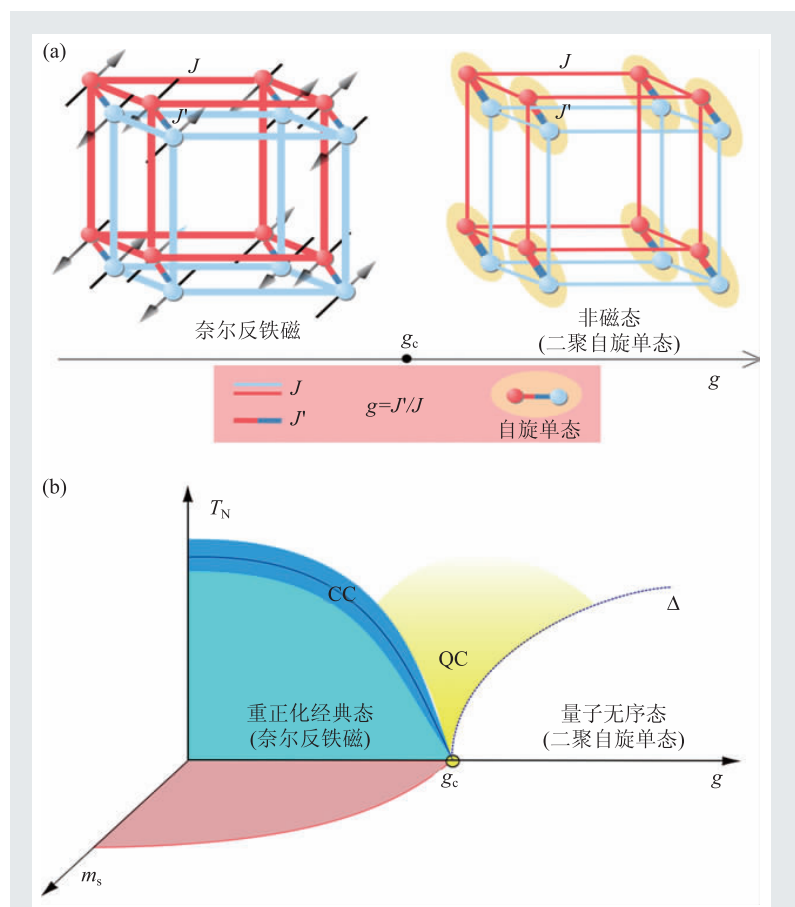 (a)
J
J'
J
J'
奈尔反铁磁
非磁态
(二聚自旋单态)
gc
g
J
J'
g=J'/J
自旋单态
(b)
TN
CC
QC
Δ
重正化经典态
(奈尔反铁磁)
量子无序态
(二聚自旋单态)
gc
g
ms